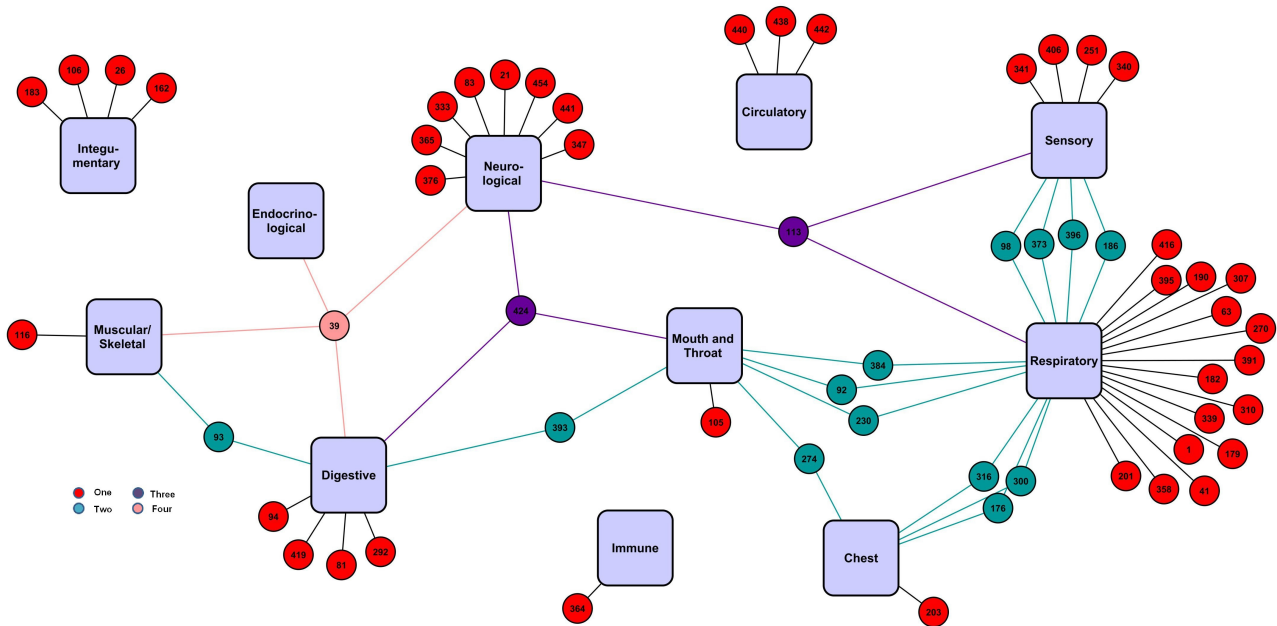 440
438
442
183
106
26
162
83
21
454
333
441
365
347
376
341
406
251
340
Integu-
mentary
Circulatory
Sensory
Neuro-
logical
Endocrino-
logical
113
98
373
396
186
416
395
190
307
63
270
391
182
310
339
1
179
201
358
41
116
Muscular/
Skeletal
39
424
Mouth and
Throat
Respiratory
384
92
230
105
393
93
274
Digestive
316
300
176
One
Two
Three
Four
94
419
81
292
Immune
364
Chest
203